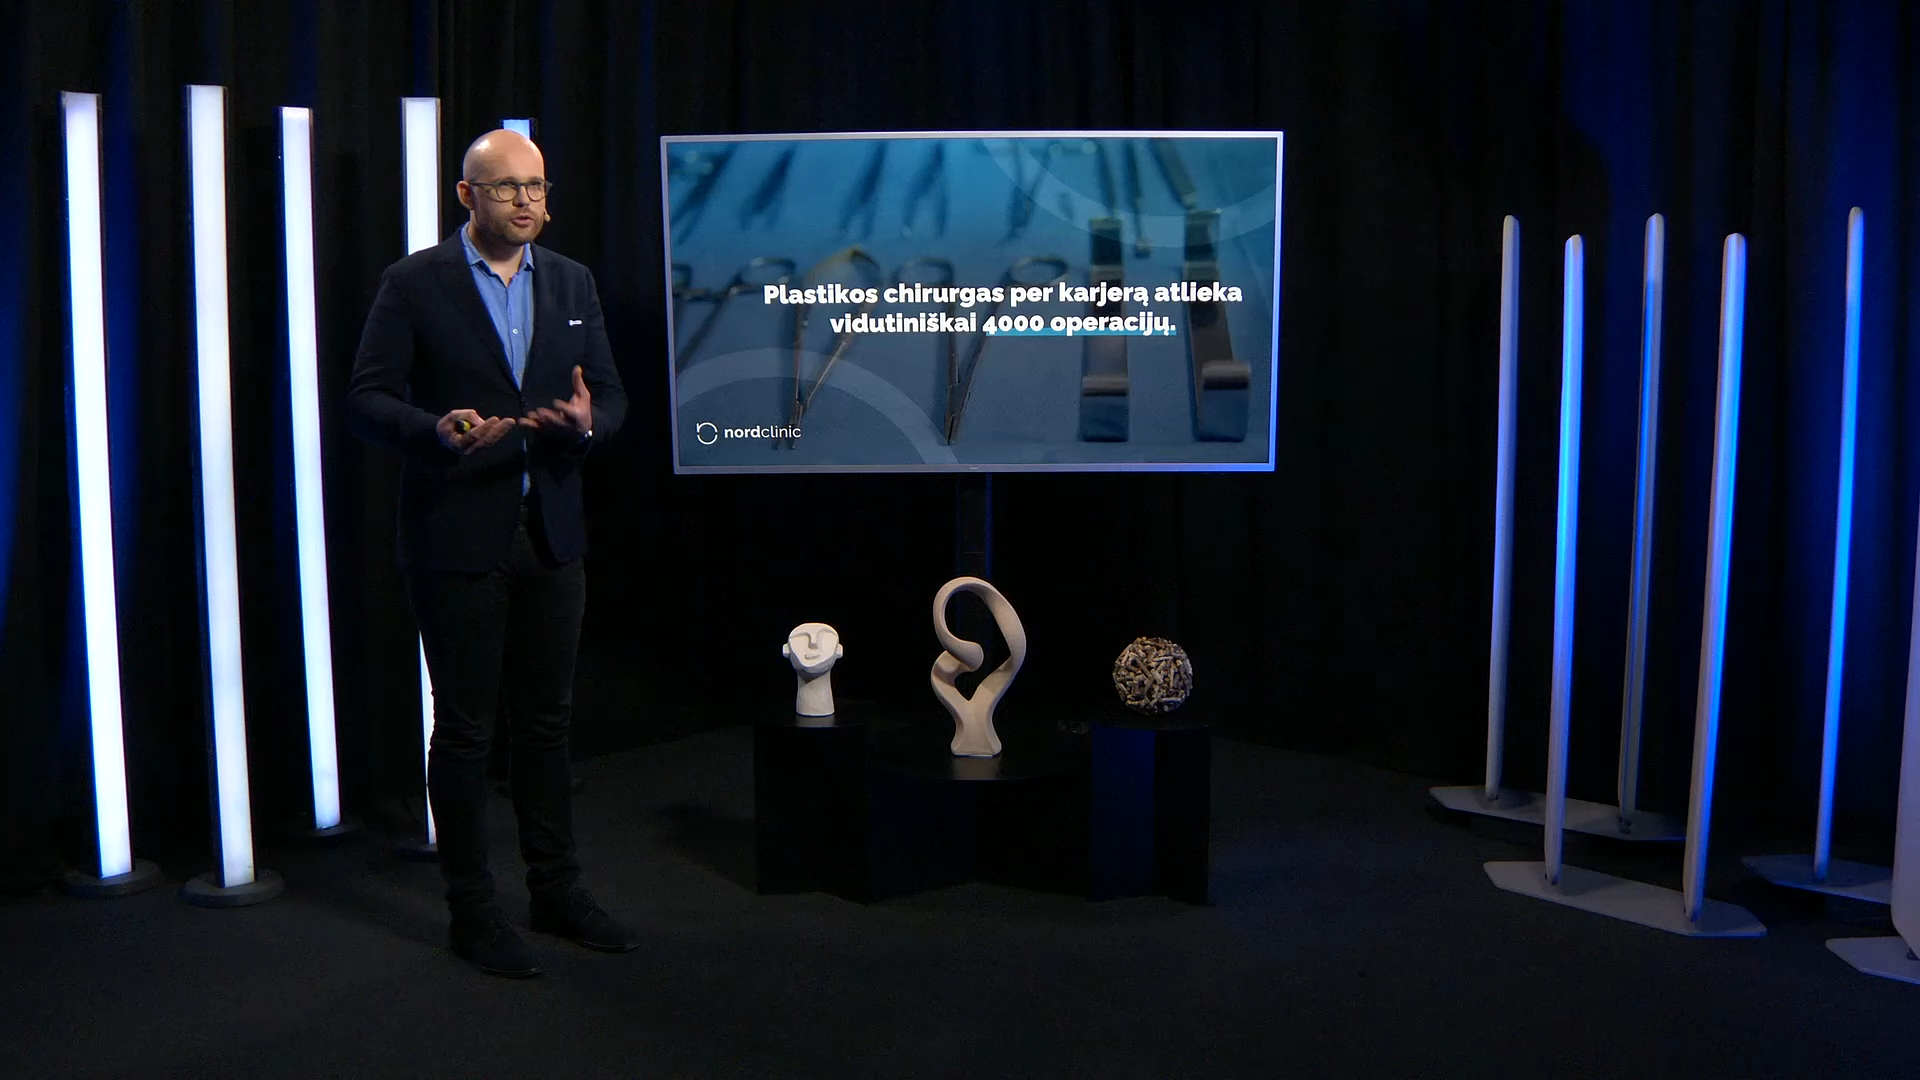 Plastikos chirurgas per karjerą atlieka
vidutiniškai 4000 operacijų.
nordclinic